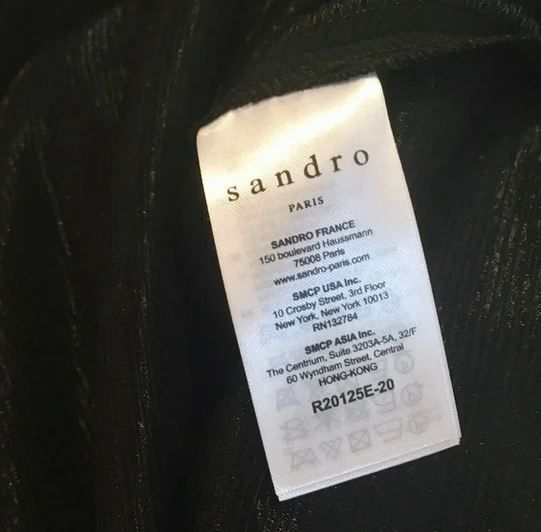 sandro
PARIS
SANDRO FRANCE
150 boulevard Haussmann
75008 Paris
www.sandro-paris.com
SMCP USA Inc.
10 Crosby Street, 3rd Floor
New York, New York 10013
RN132784
SMCP ASIA Inc.
The Centrium, Suite 3203A-5A, 32/F
60 Wyndham Street, Central
HONG-KONG
R20125E-20